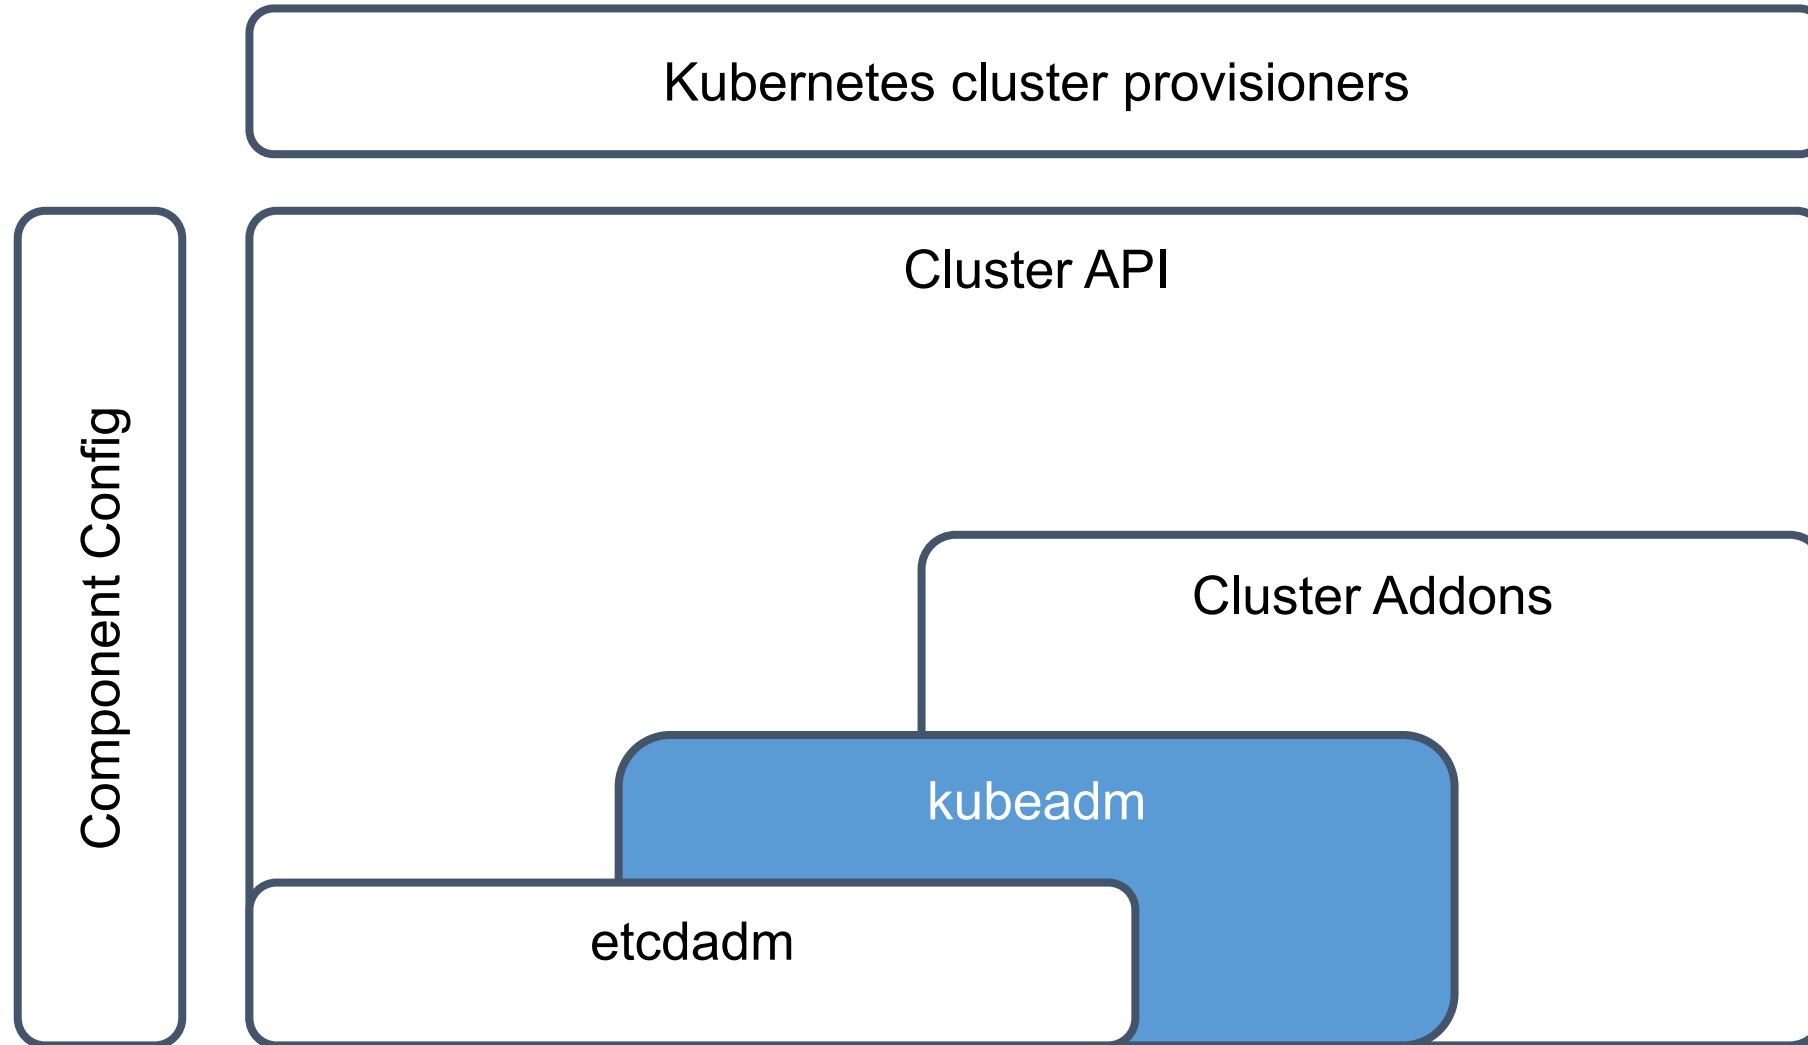 Kubernetes cluster provisioners
Component Config
Cluster API
Cluster Addons
kubeadm
etcdadm